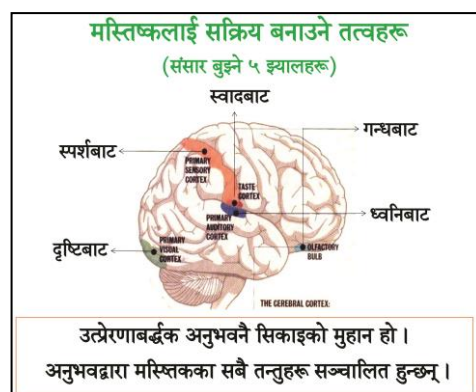 मस्तिष्कलाई सक्रिय बनाउने तत्वहरू
(संसार बुझ्ने ५ झ्यालहरू)
स्वादबाट
गन्धबाट
स्पर्शबाट
PRIMARY
SENSORY
CORTEX
TASTE
CORTEX
PRIMARY
AUDITORY
CORTEX
ध्वनिबाट
दृष्टिबाट
PRIMARY
VISUAL
CORTEX
OLFACTORY
BULB
THE CEREBRAL CORTEX:
उत्प्रेरणाबर्द्धक अनुभवनै सिकाइको मुहान हो ।
अनुभवद्वारा मस्ष्तिकका सबै तन्तुहरू सञ्चालित हुन्छन् ।